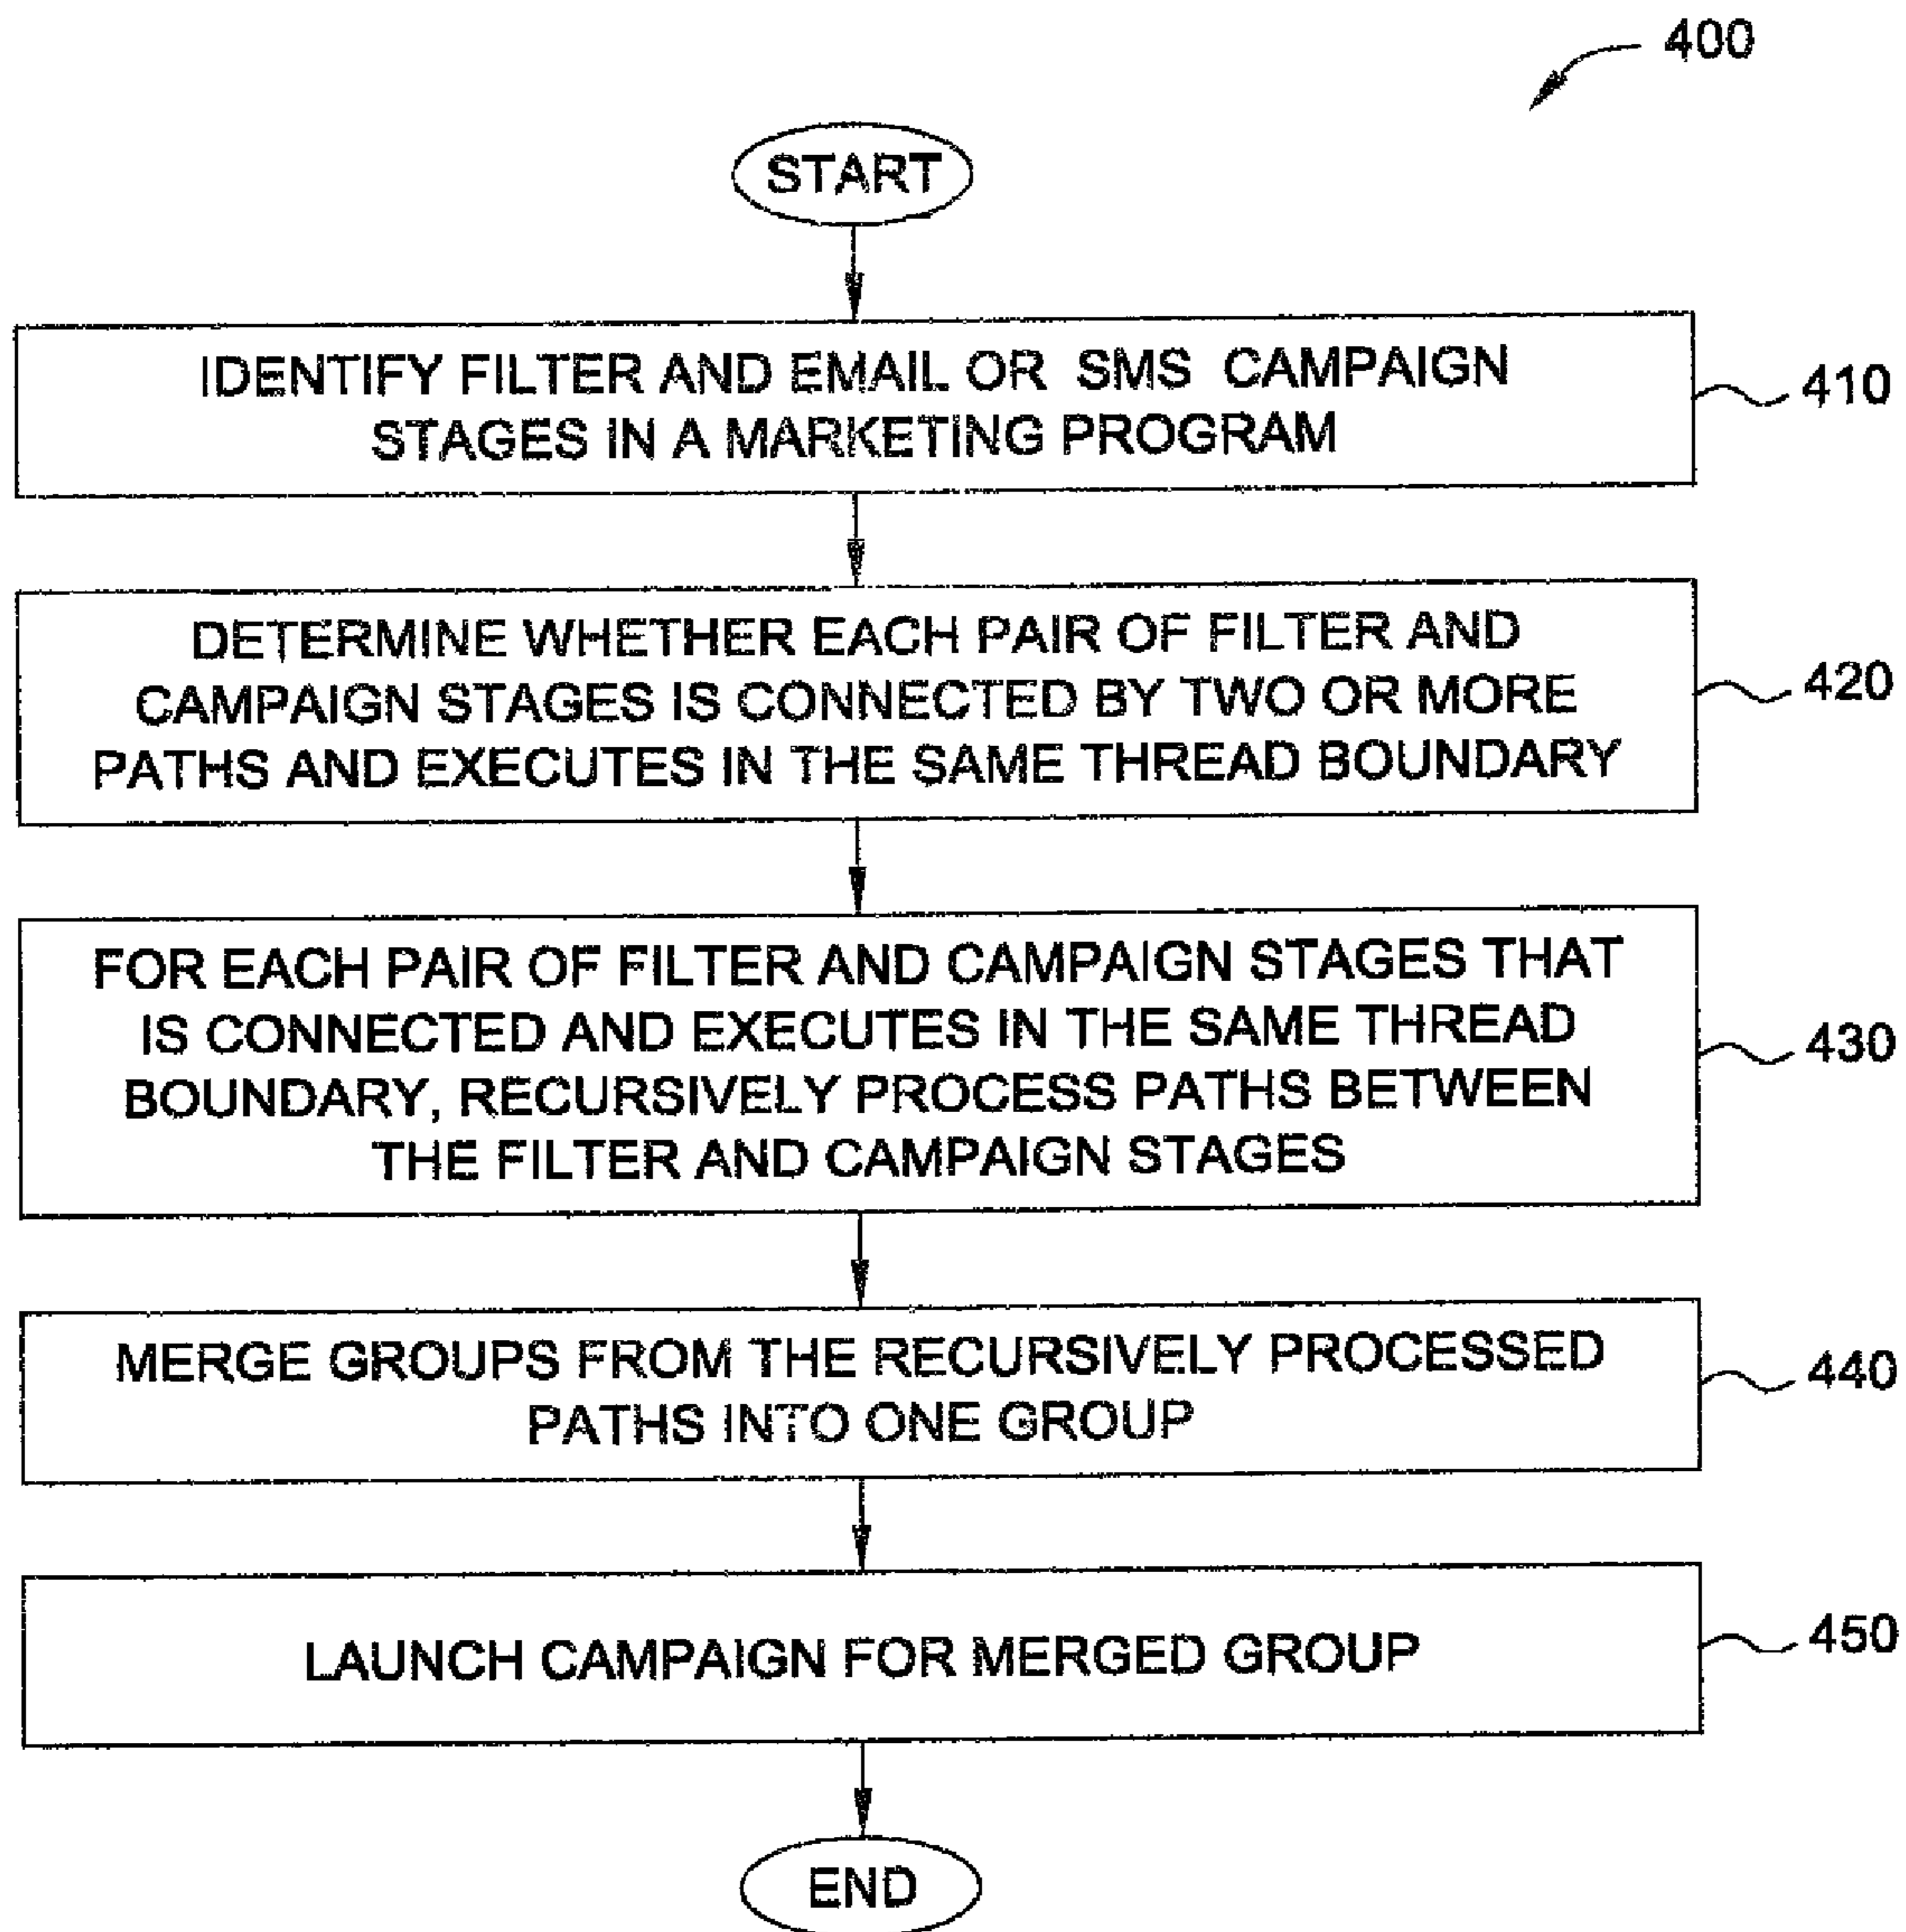 400
START
IDENTIFY FILTER AND EMAIL OR SMS CAMPAIGN
STAGES IN A MARKETING PROGRAM
410
DETERMINE WHETHER EACH PAIR OF FILTER AND
CAMPAIGN STAGES IS CONNECTED BY TWO OR MORE
PATHS AND EXECUTES IN THE SAME THREAD BOUNDARY
420
FOR EACH PAIR OF FILTER AND CAMPAIGN STAGES THAT
IS CONNECTED AND EXECUTES IN THE SAME THREAD
BOUNDARY, RECURSIVELY PROCESS PATHS BETWEEN
THE FILTER AND CAMPAIGN STAGES
430
MERGE GROUPS FROM THE RECURSIVELY PROCESSED
PATHS INTO ONE GROUP
440
LAUNCH CAMPAIGN FOR MERGED GROUP
450
END